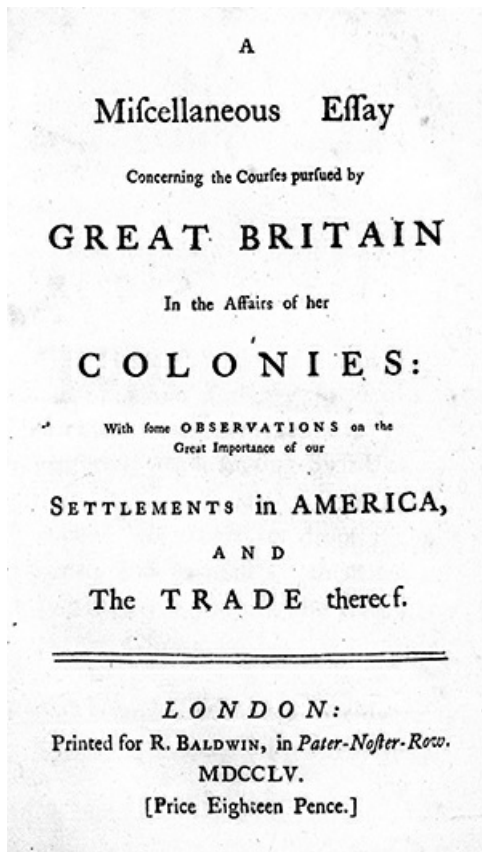 A
Miſcellaneous Eſſay
Concerning the Courſes purſued by
GREAT BRITAIN
In the Affairs of her
COLONIES:
With ſome OBSERVATIONS on the
Great Importance of our
SETTLEMENTS in AMERICA,
AND
The TRADE thereof.
LONDON:
Printed for R. BALDWIN, in Pater-Noſter-Row.
MDCCLV.
[Price Eighteen Pence.]